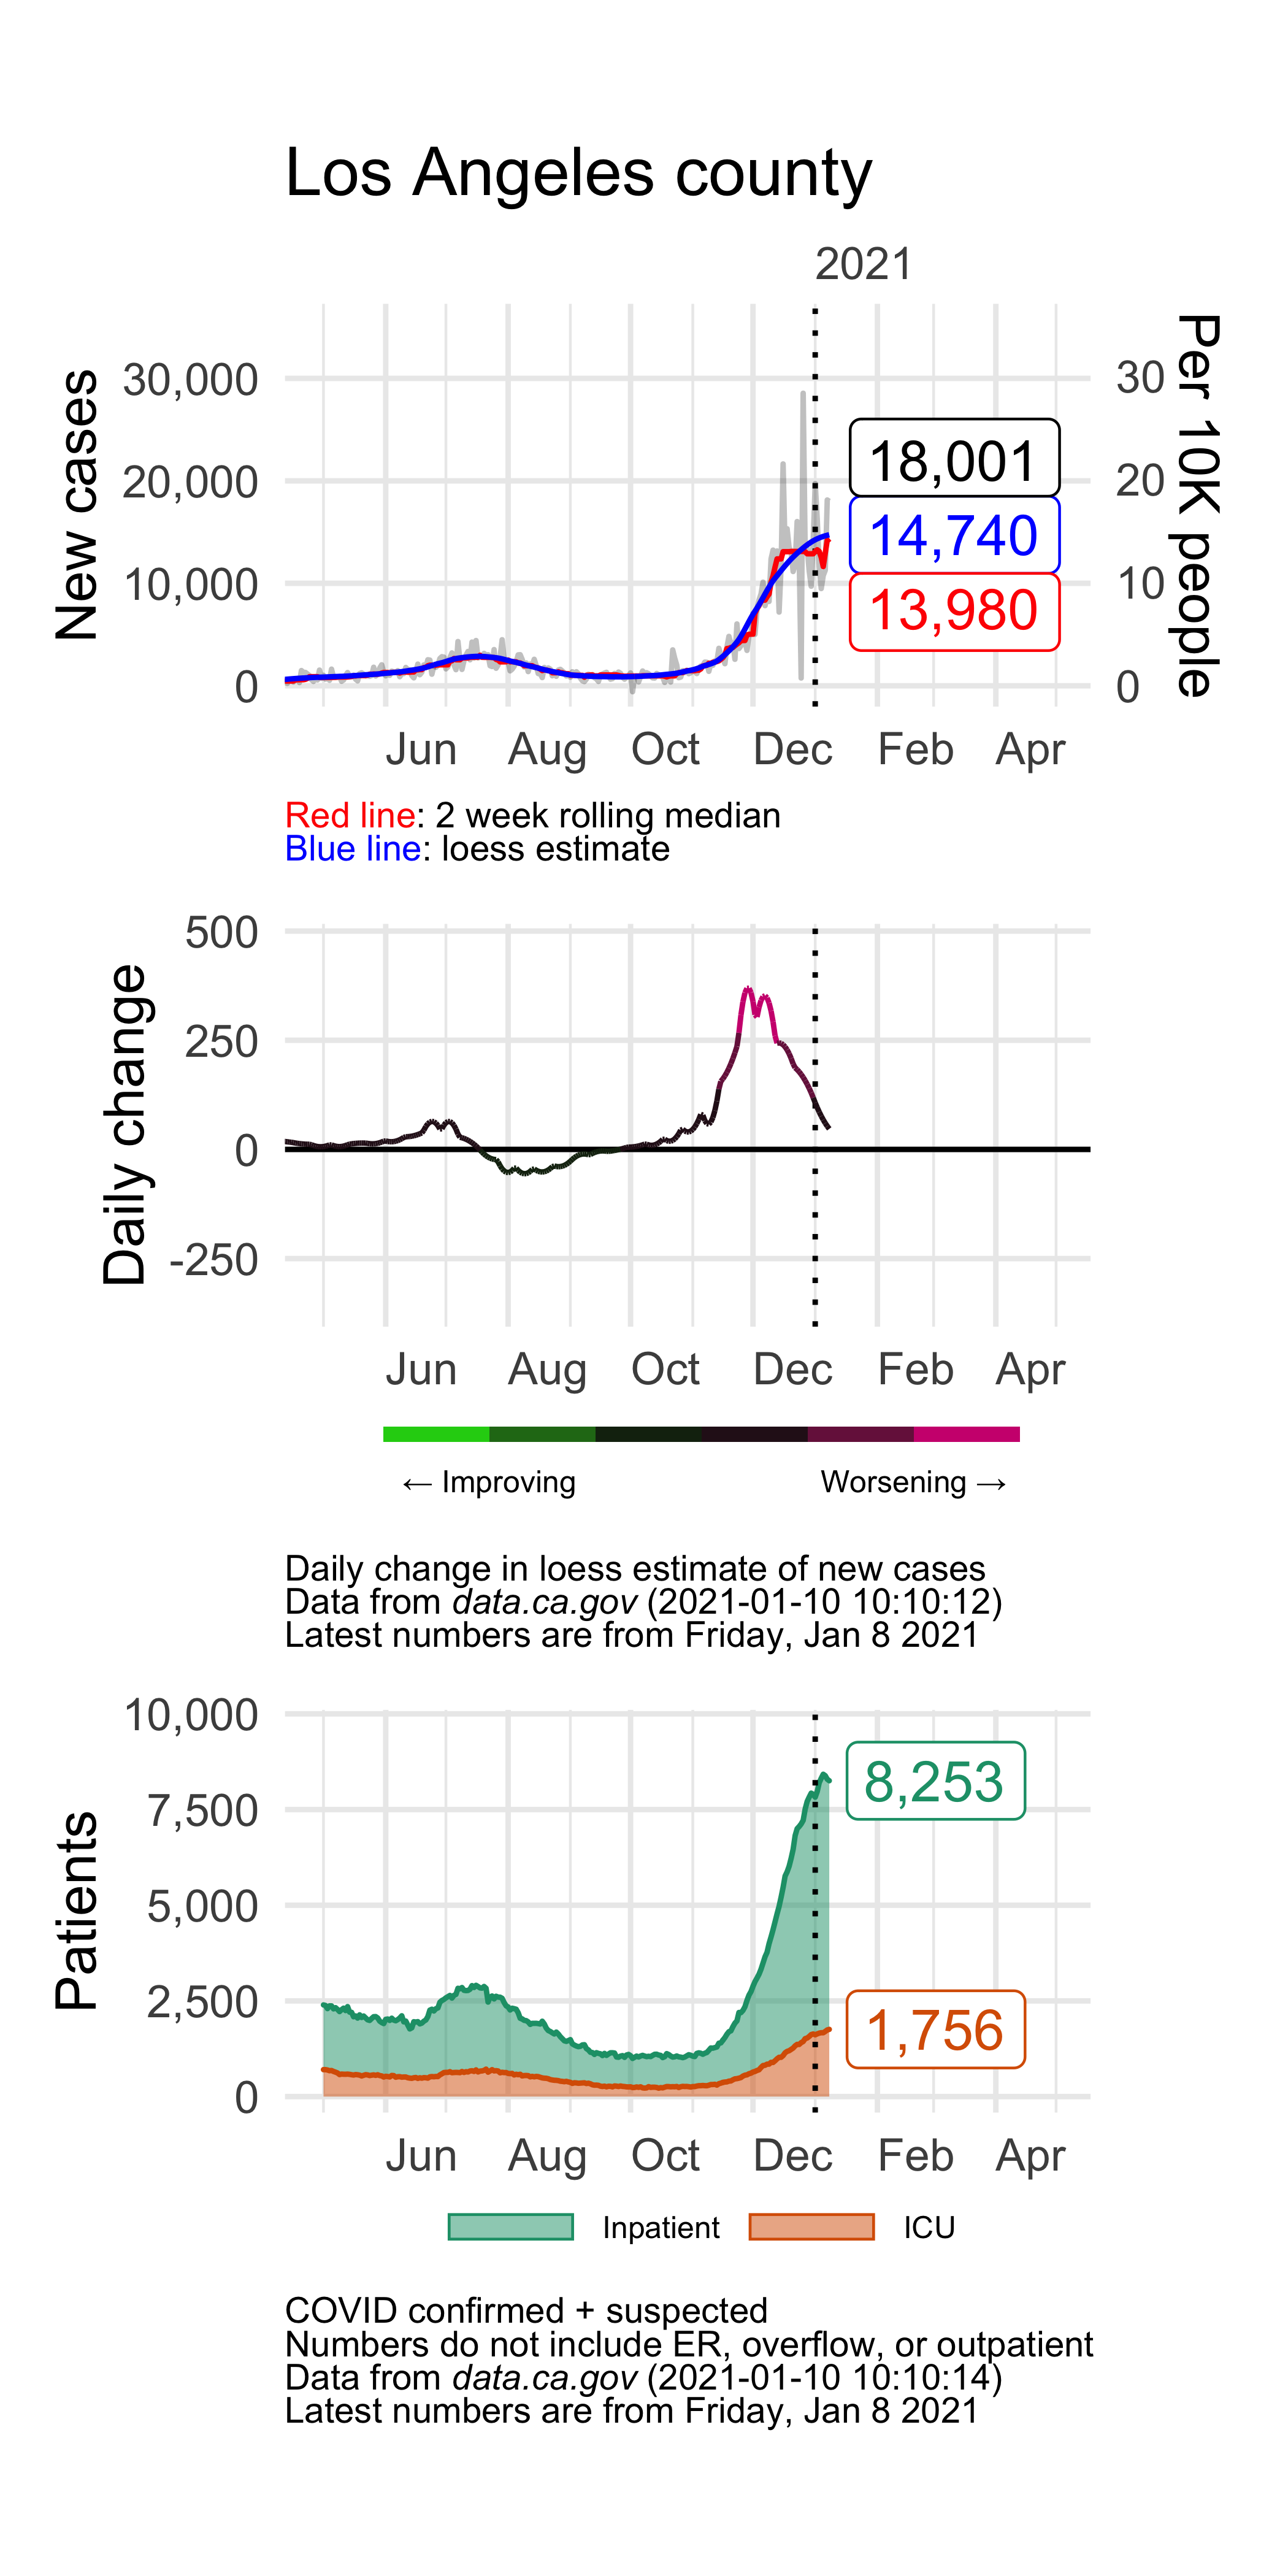 Los Angeles county
2021
New cases
30,000
20,000
10,000
0
30
20
10
0
Per 10K people
18,001
14,740
13,980
Jun Aug Oct Dec Feb Apr
Red line: 2 week rolling median
Blue line: loess estimate
Daily change
500
250
0
-250
Jun Aug Oct Dec Feb Apr
← Improving Worsening →
Daily change in loess estimate of new cases
Data from data.ca.gov (2021-01-10 10:10:12)
Latest numbers are from Friday, Jan 8 2021
Patients
10,000
7,500
5,000
2,500
0
8,253
1,756
Jun Aug Oct Dec Feb Apr
Inpatient ICU
COVID confirmed + suspected
Numbers do not include ER, overflow, or outpatient
Data from data.ca.gov (2021-01-10 10:10:14)
Latest numbers are from Friday, Jan 8 2021